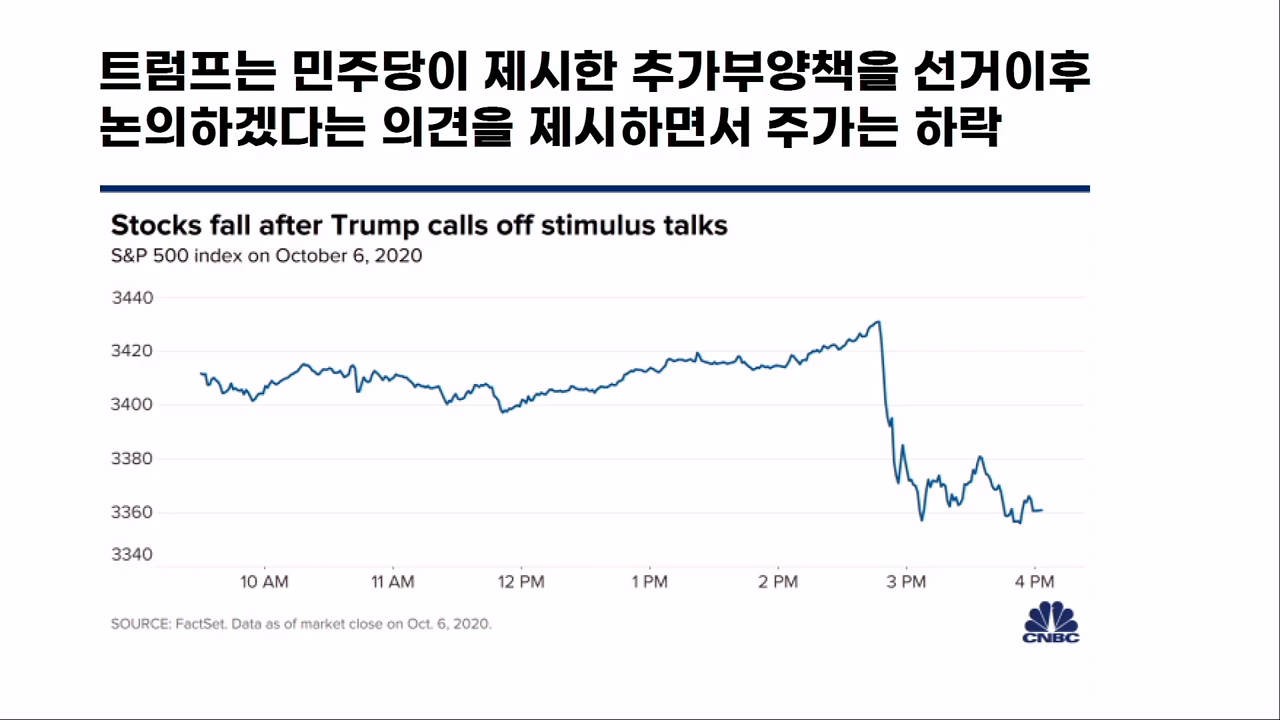 트럼프는 민주당이 제시한 추가부양책을 선거이후
논의하겠다는 의견을 제시하면서 주가는 하락
Stocks fall after Trump calls off stimulus talks
S&P 500 index on October 6, 2020
3440
3420
3400
3380
3360
3340
10 AM 11 AM 12 PM 1 PM 2 PM 3 PM 4 PM
SOURCE: FactSet. Data as of market close on Oct. 6, 2020.
CNBC